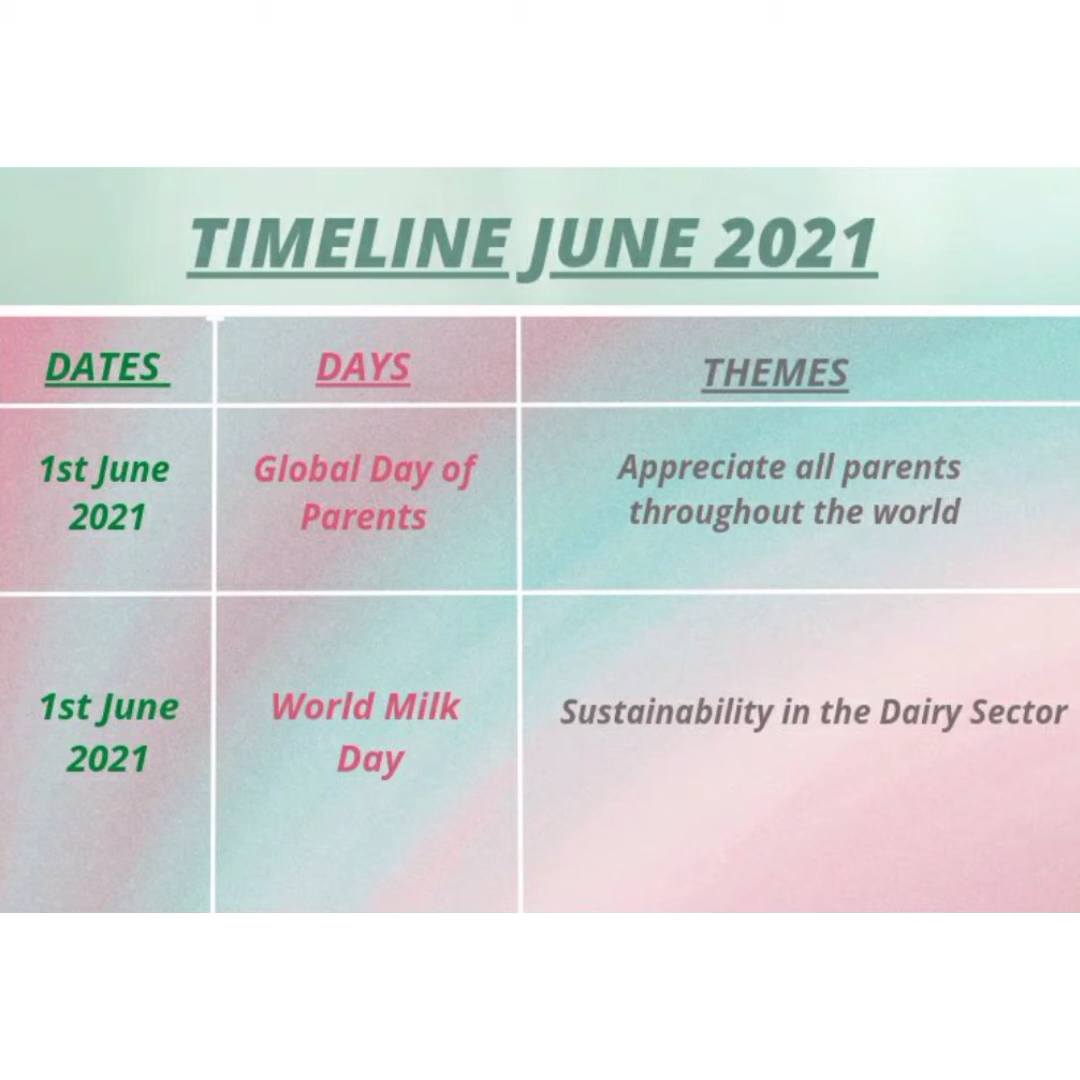 TIMELINE JUNE 2021
DATES
DAYS
THEMES
1st June
2021
Global Day of
Parents
Appreciate all parents
throughout the world
1st June
2021
World Milk
Day
Sustainability in the Dairy Sector